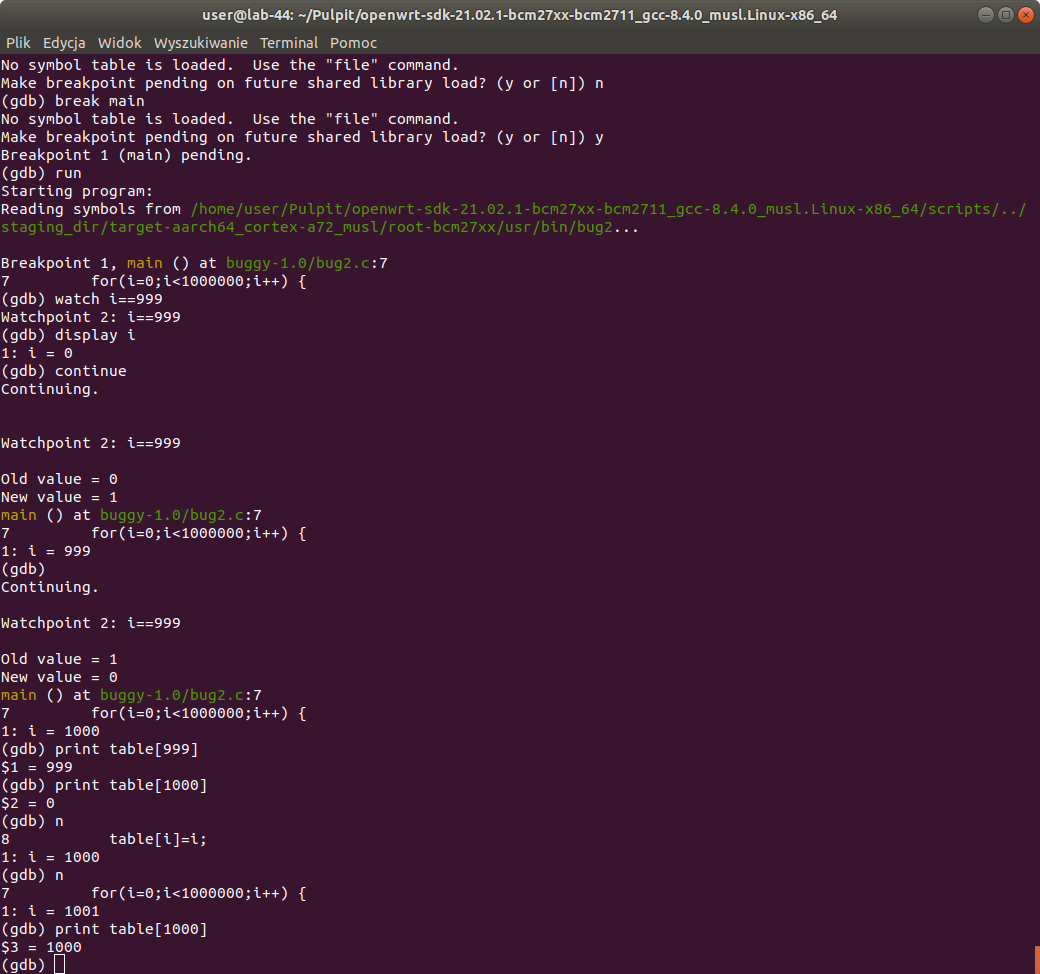 user@lab-44: ~/Pulpit/openwrt-sdk-21.02.1-bcm27xx-bcm2711_gcc-8.4.0_musl.Linux-x86_64
Plik Edycja Widok Wyszukiwanie Terminal Pomoc
No symbol table is loaded.  Use the "file" command.
Make breakpoint pending on future shared library load? (y or [n]) n
(gdb) break main
No symbol table is loaded.  Use the "file" command.
Make breakpoint pending on future shared library load? (y or [n]) y
Breakpoint 1 (main) pending.
(gdb) run
Starting program:
Reading symbols from /home/user/Pulpit/openwrt-sdk-21.02.1-bcm27xx-bcm2711_gcc-8.4.0_musl.Linux-x86_64/scripts/../
staging_dir/target-aarch64_cortex-a72_musl/root-bcm27xx/usr/bin/bug2...
Breakpoint 1, main () at buggy-1.0/bug2.c:7
7         for(i=0;i<1000000;i++) {
(gdb) watch i==999
Watchpoint 2: i==999
(gdb) display i
1: i = 0
(gdb) continue
Continuing.
Watchpoint 2: i==999
Old value = 0
New value = 1
main () at buggy-1.0/bug2.c:7
7         for(i=0;i<1000000;i++) {
1: i = 999
(gdb)
Continuing.
Watchpoint 2: i==999
Old value = 1
New value = 0
main () at buggy-1.0/bug2.c:7
7         for(i=0;i<1000000;i++) {
1: i = 1000
(gdb) print table[999]
$1 = 999
(gdb) print table[1000]
$2 = 0
(gdb) n
8           table[i]=i;
1: i = 1000
(gdb) n
7         for(i=0;i<1000000;i++) {
1: i = 1001
(gdb) print table[1000]
$3 = 1000
(gdb)